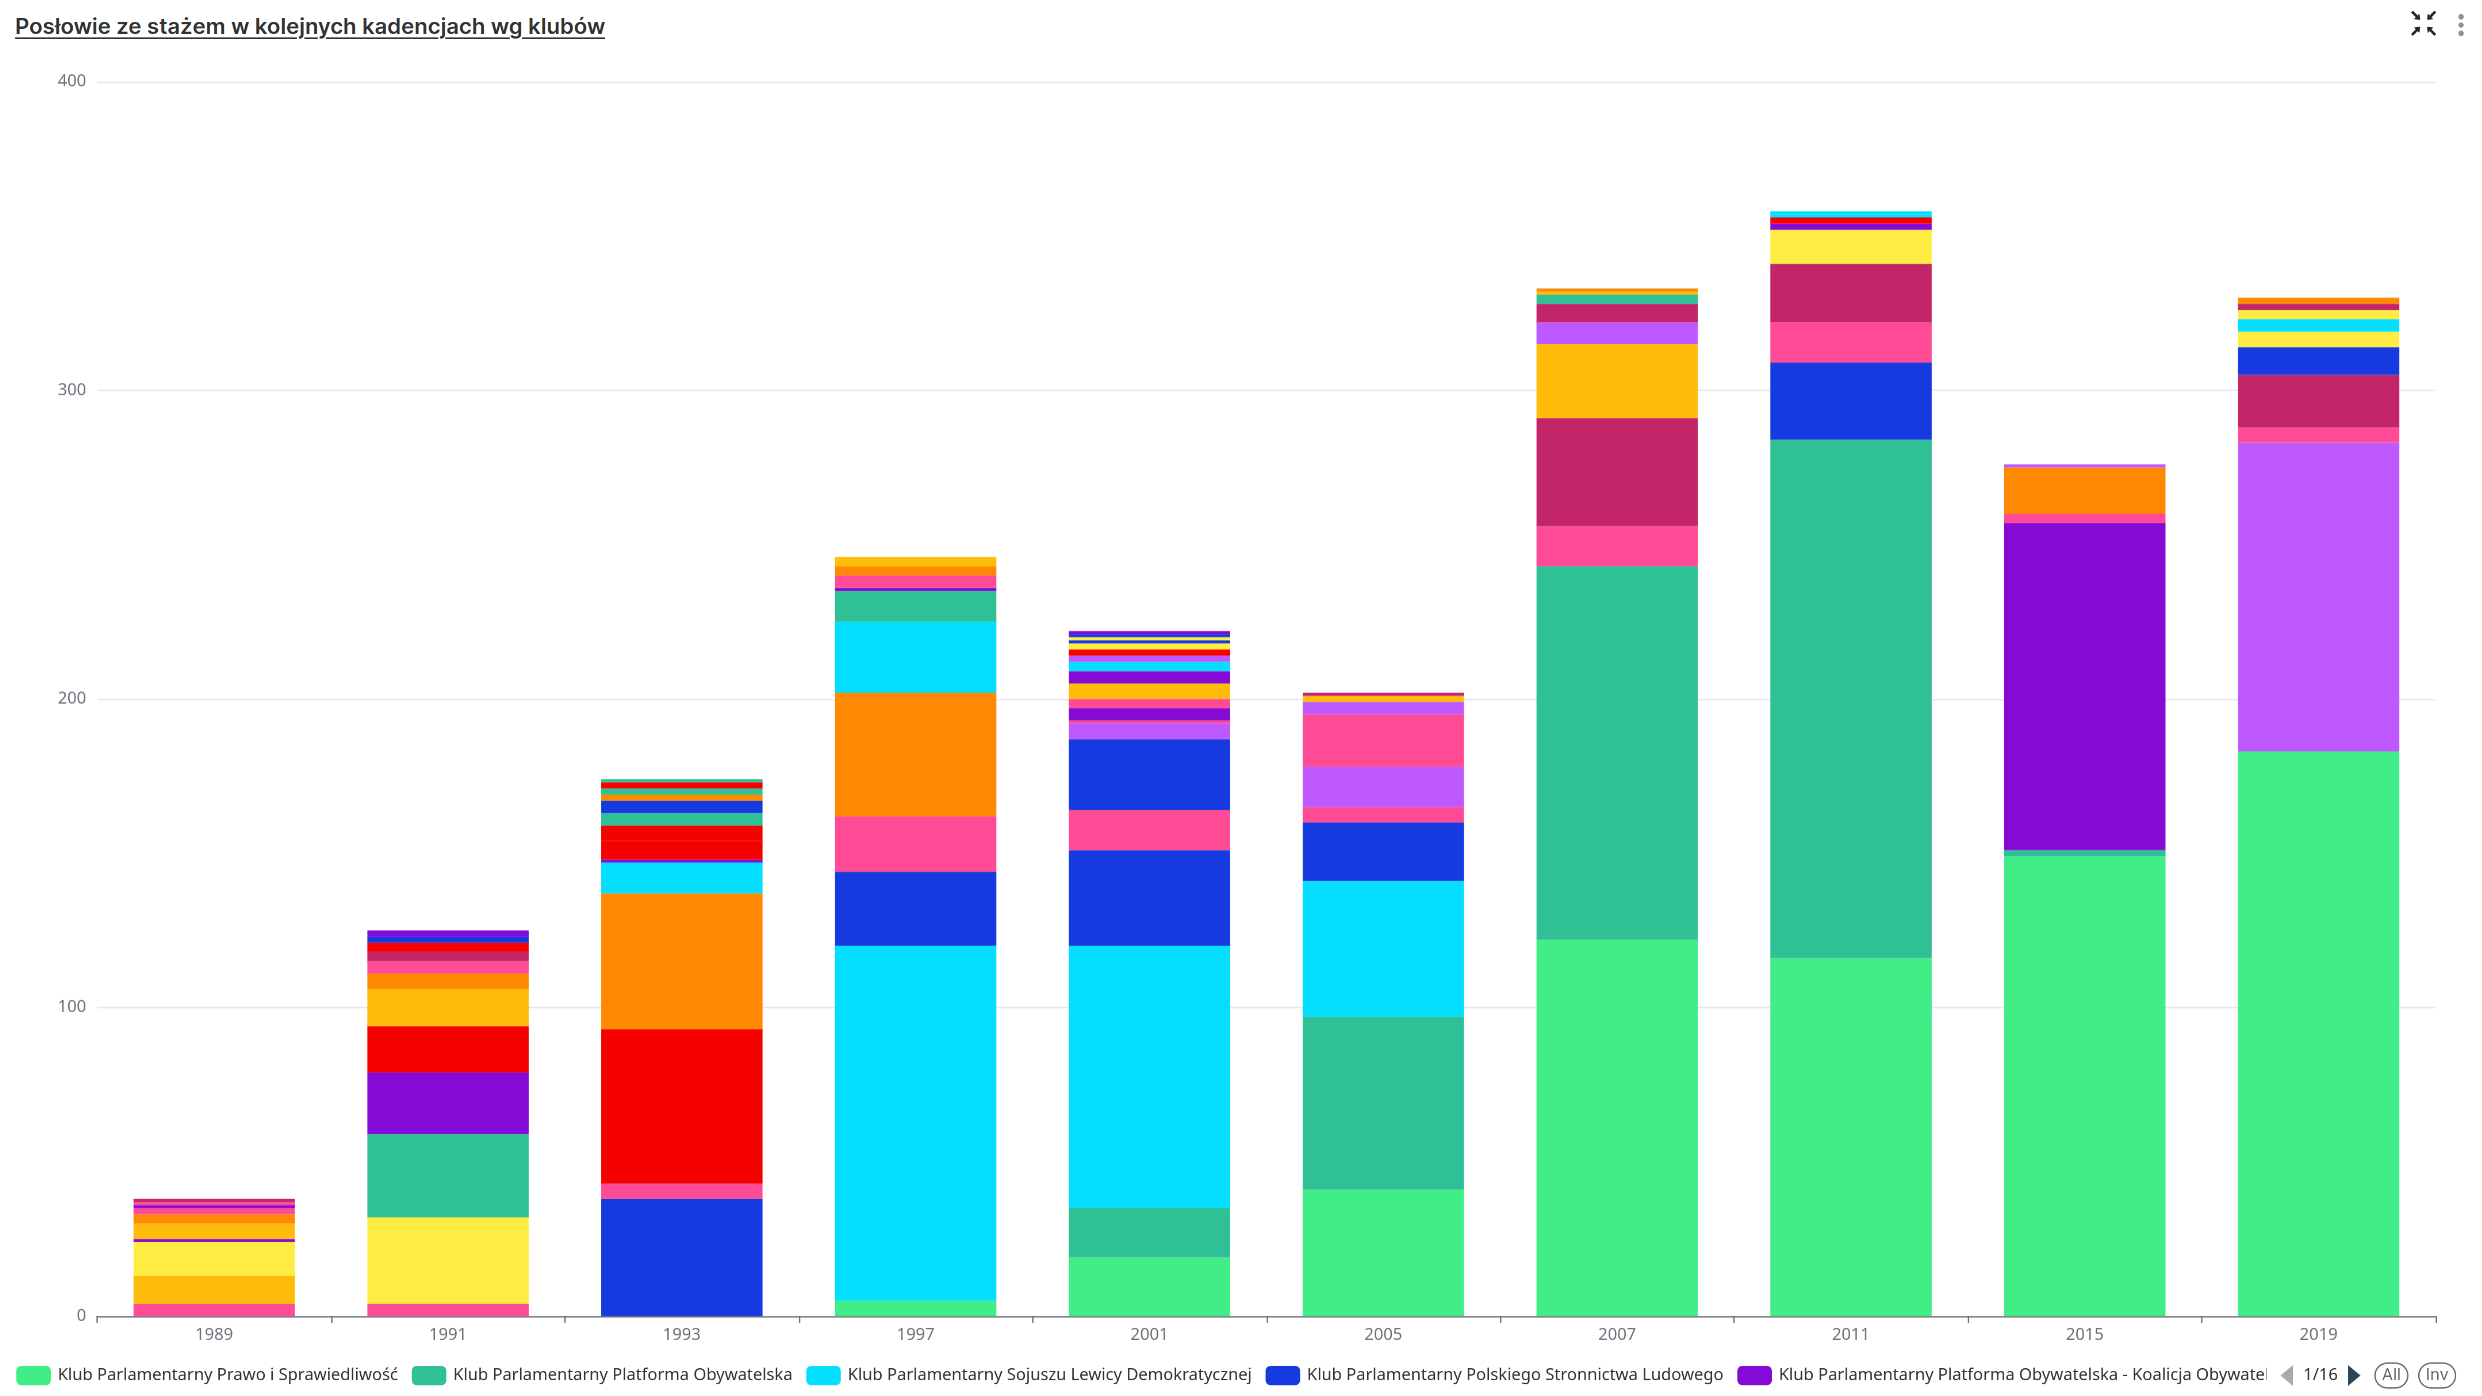 Posłowie ze stażem w kolejnych kadencjach wg klubów
400
300
200
100
0
1989 1991 1993 1997 2001 2005 2007 2011 2015 2019
Klub Parlamentarny Prawo i Sprawiedliwość Klub Parlamentarny Platforma Obywatelska Klub Parlamentarny Sojuszu Lewicy Demokratycznej Klub Parlamentarny Polskiego Stronnictwa Ludowego Klub Parlamentarny Platforma Obywatelska - Koalicja Obywatel 1/16 All Inv